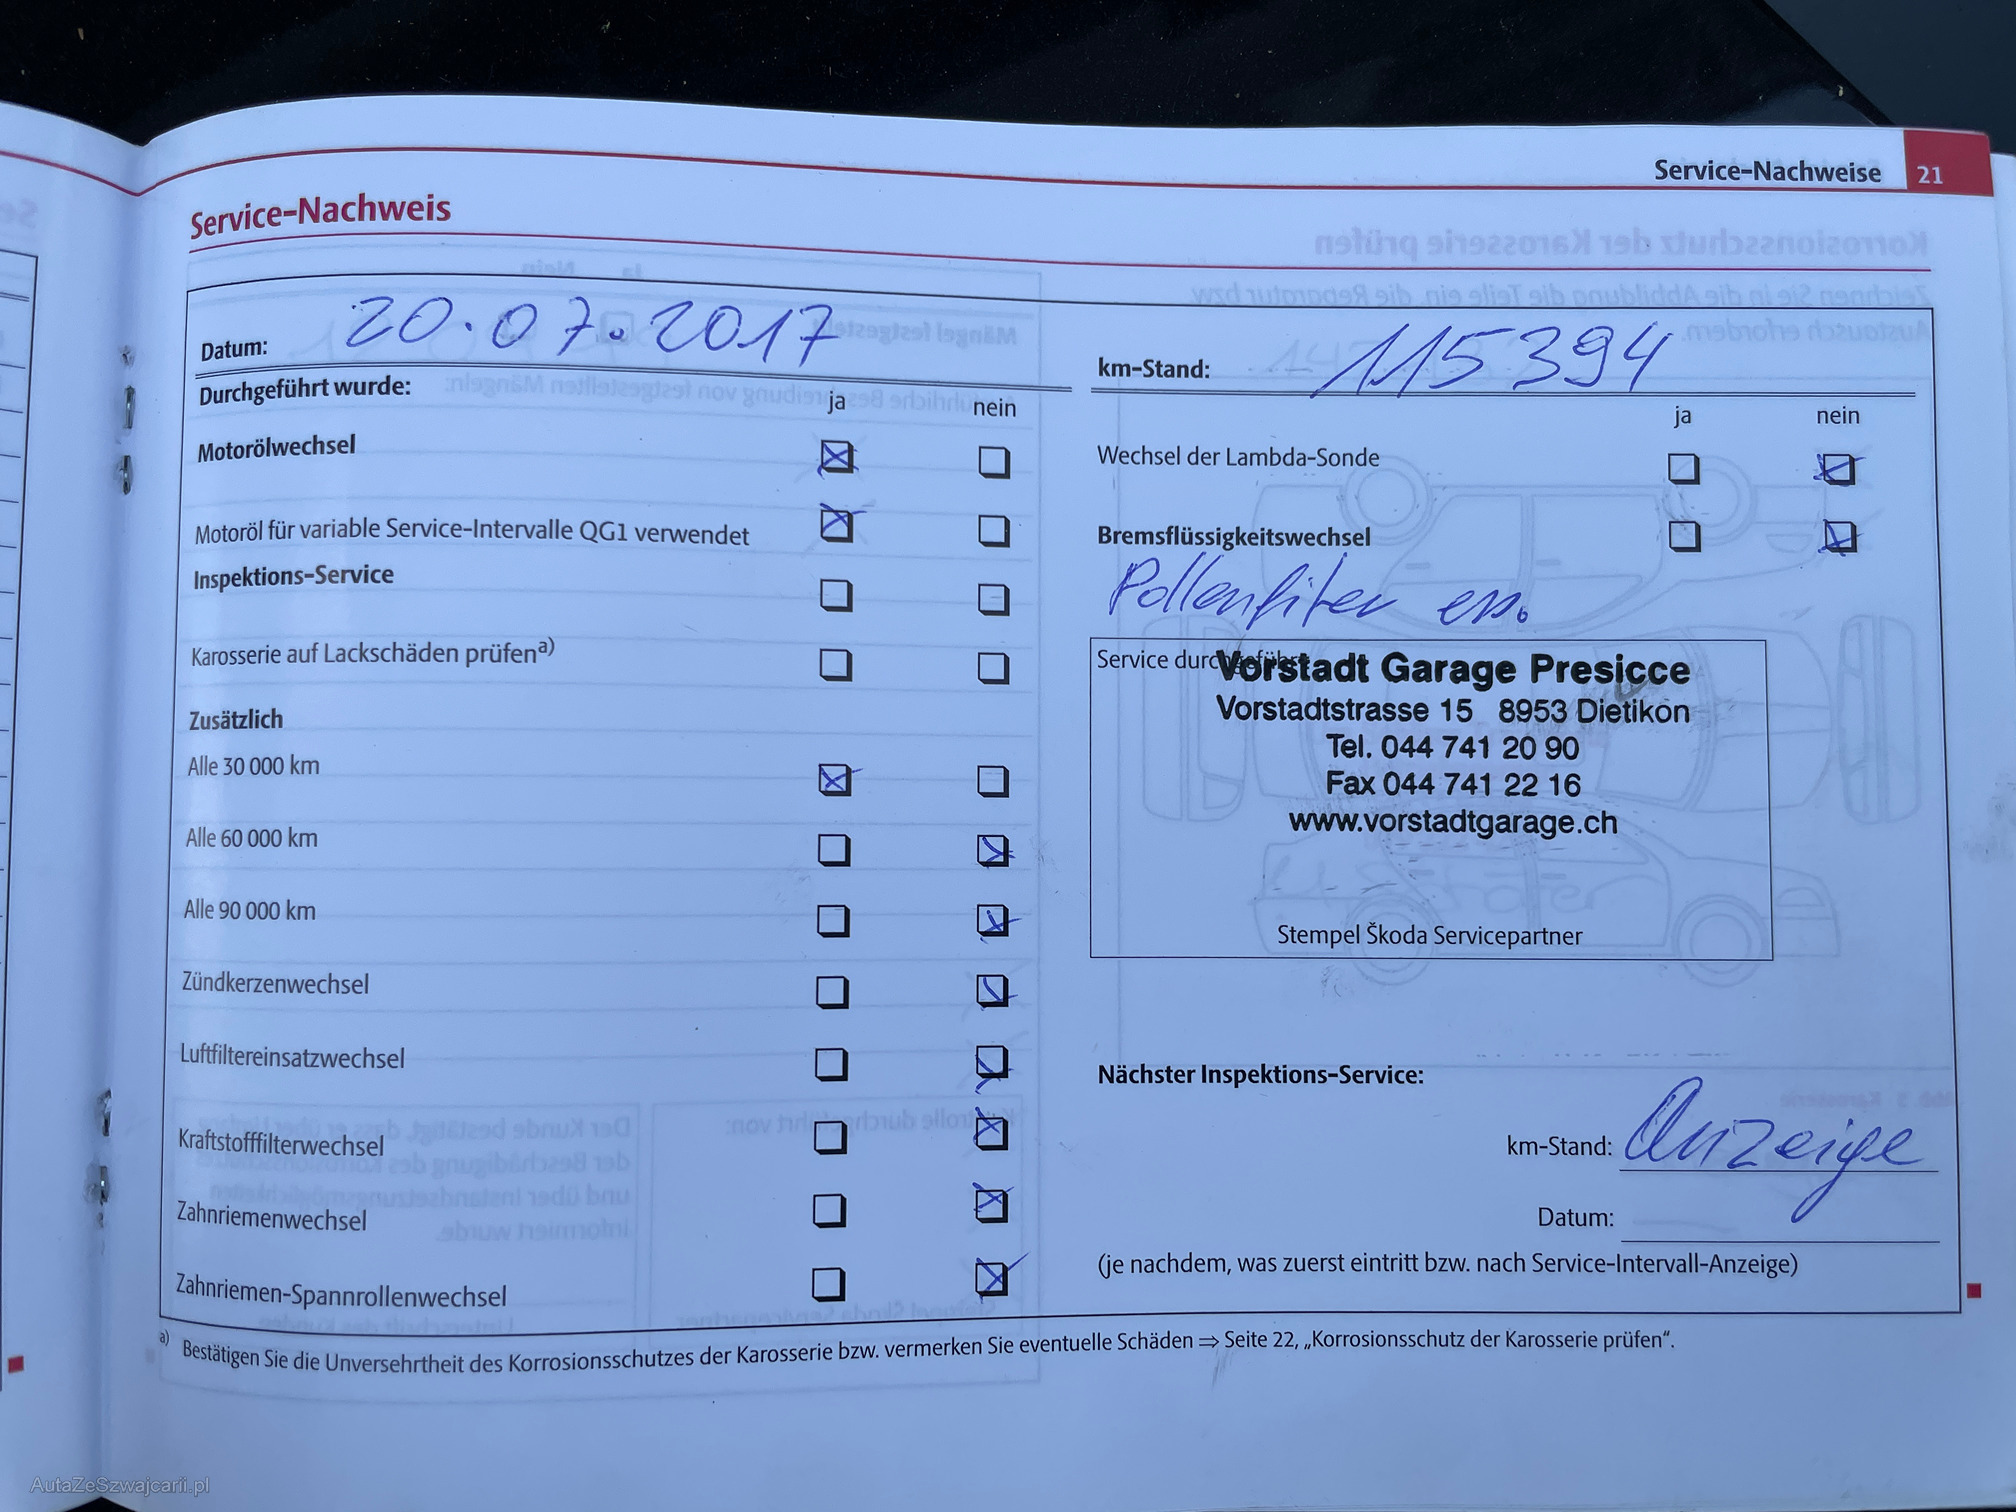 Service-Nachweise 21
Service-Nachweis
Datum: 20.07.2017
km-Stand: 115394
Durchgeführt wurde:
ja nein
ja nein
Motorölwechsel
Motoröl für variable Service-Intervalle QG1 verwendet
Inspektions-Service
Karosserie auf Lackschäden prüfen a)
Zusätzlich
Alle 30 000 km
Alle 60 000 km
Alle 90 000 km
Zündkerzenwechsel
Luftfiltereinsatzwechsel
Kraftstofffilterwechsel
Zahnriemenwechsel
Zahnriemen-Spannrollenwechsel
Wechsel der Lambda-Sonde
Bremsflüssigkeitswechsel
Pollenfilter ers.
Service durchgeführt
Vorstadt Garage Presicce
Vorstadtstrasse 15 8953 Dietikon
Tel. 044 741 20 90
Fax 044 741 22 16
www.vorstadtgarage.ch
Stempel Škoda Servicepartner
Nächster Inspektions-Service:
km-Stand: Anzeige
Datum:
(je nachdem, was zuerst eintritt bzw. nach Service-Intervall-Anzeige)
a) Bestätigen Sie die Unversehrtheit des Korrosionsschutzes der Karosserie bzw. vermerken Sie eventuelle Schäden ⇒ Seite 22, „Korrosionsschutz der Karosserie prüfen“.
AutaZeSzwajcarii.pl